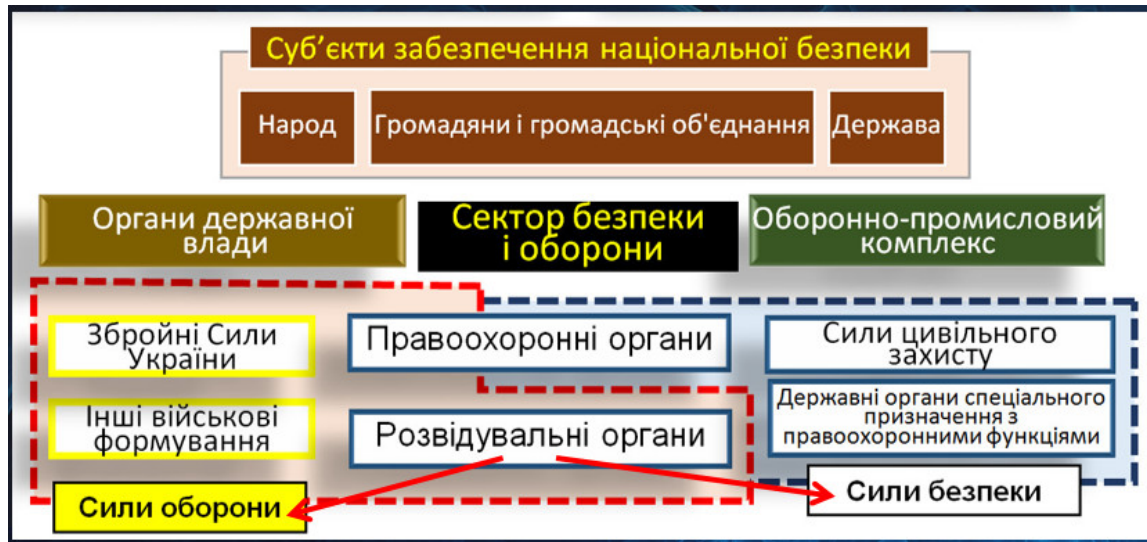 Суб’єкти забезпечення національної безпеки
Народ
Громадяни і громадські об'єднання
Держава
Органи державної
влади
Сектор безпеки
і оборони
Оборонно-промисловий
комплекс
Збройні Сили
України
Правоохоронні органи
Сили цивільного
захисту
Інші військові
формування
Розвідувальні органи
Державні органи спеціального
призначення з
правоохоронними функціями
Сили оборони
Сили безпеки